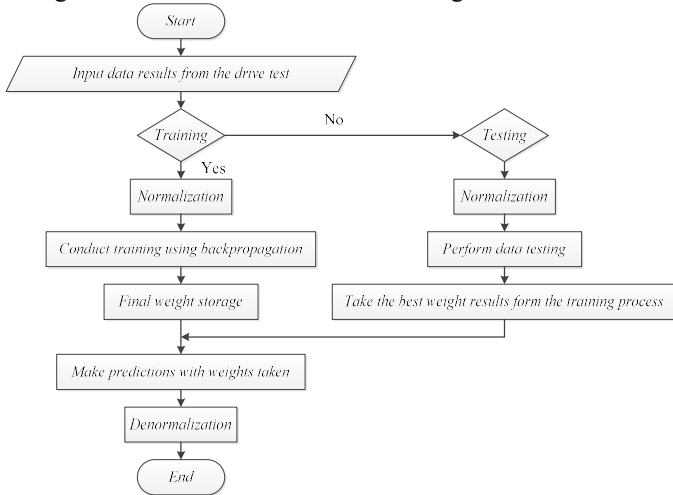 Start
Input data results from the drive test
Training
No
Testing
Yes
Normalization
Normalization
Conduct training using backpropagation
Perform data testing
Final weight storage
Take the best weight results form the training process
Make predictions with weights taken
Denormalization
End